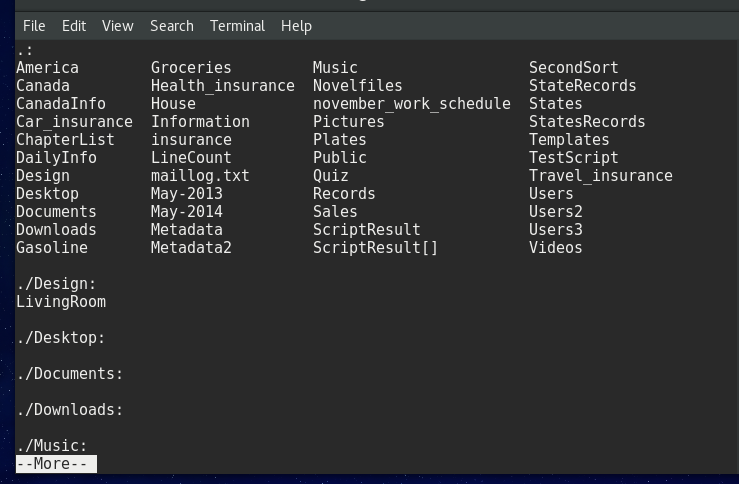 File Edit View Search Terminal Help
.:
America Groceries Music SecondSort
Canada Health_insurance Novelfiles StateRecords
CanadaInfo House november_work_schedule States
Car_insurance Information Pictures StatesRecords
ChapterList insurance Plates Templates
DailyInfo LineCount Public TestScript
Design maillog.txt Quiz Travel_insurance
Desktop May-2013 Records Users
Documents May-2014 Sales Users2
Downloads Metadata ScriptResult Users3
Gasoline Metadata2 ScriptResult[] Videos
./Design:
LivingRoom
./Desktop:
./Documents:
./Downloads:
./Music:
--More--